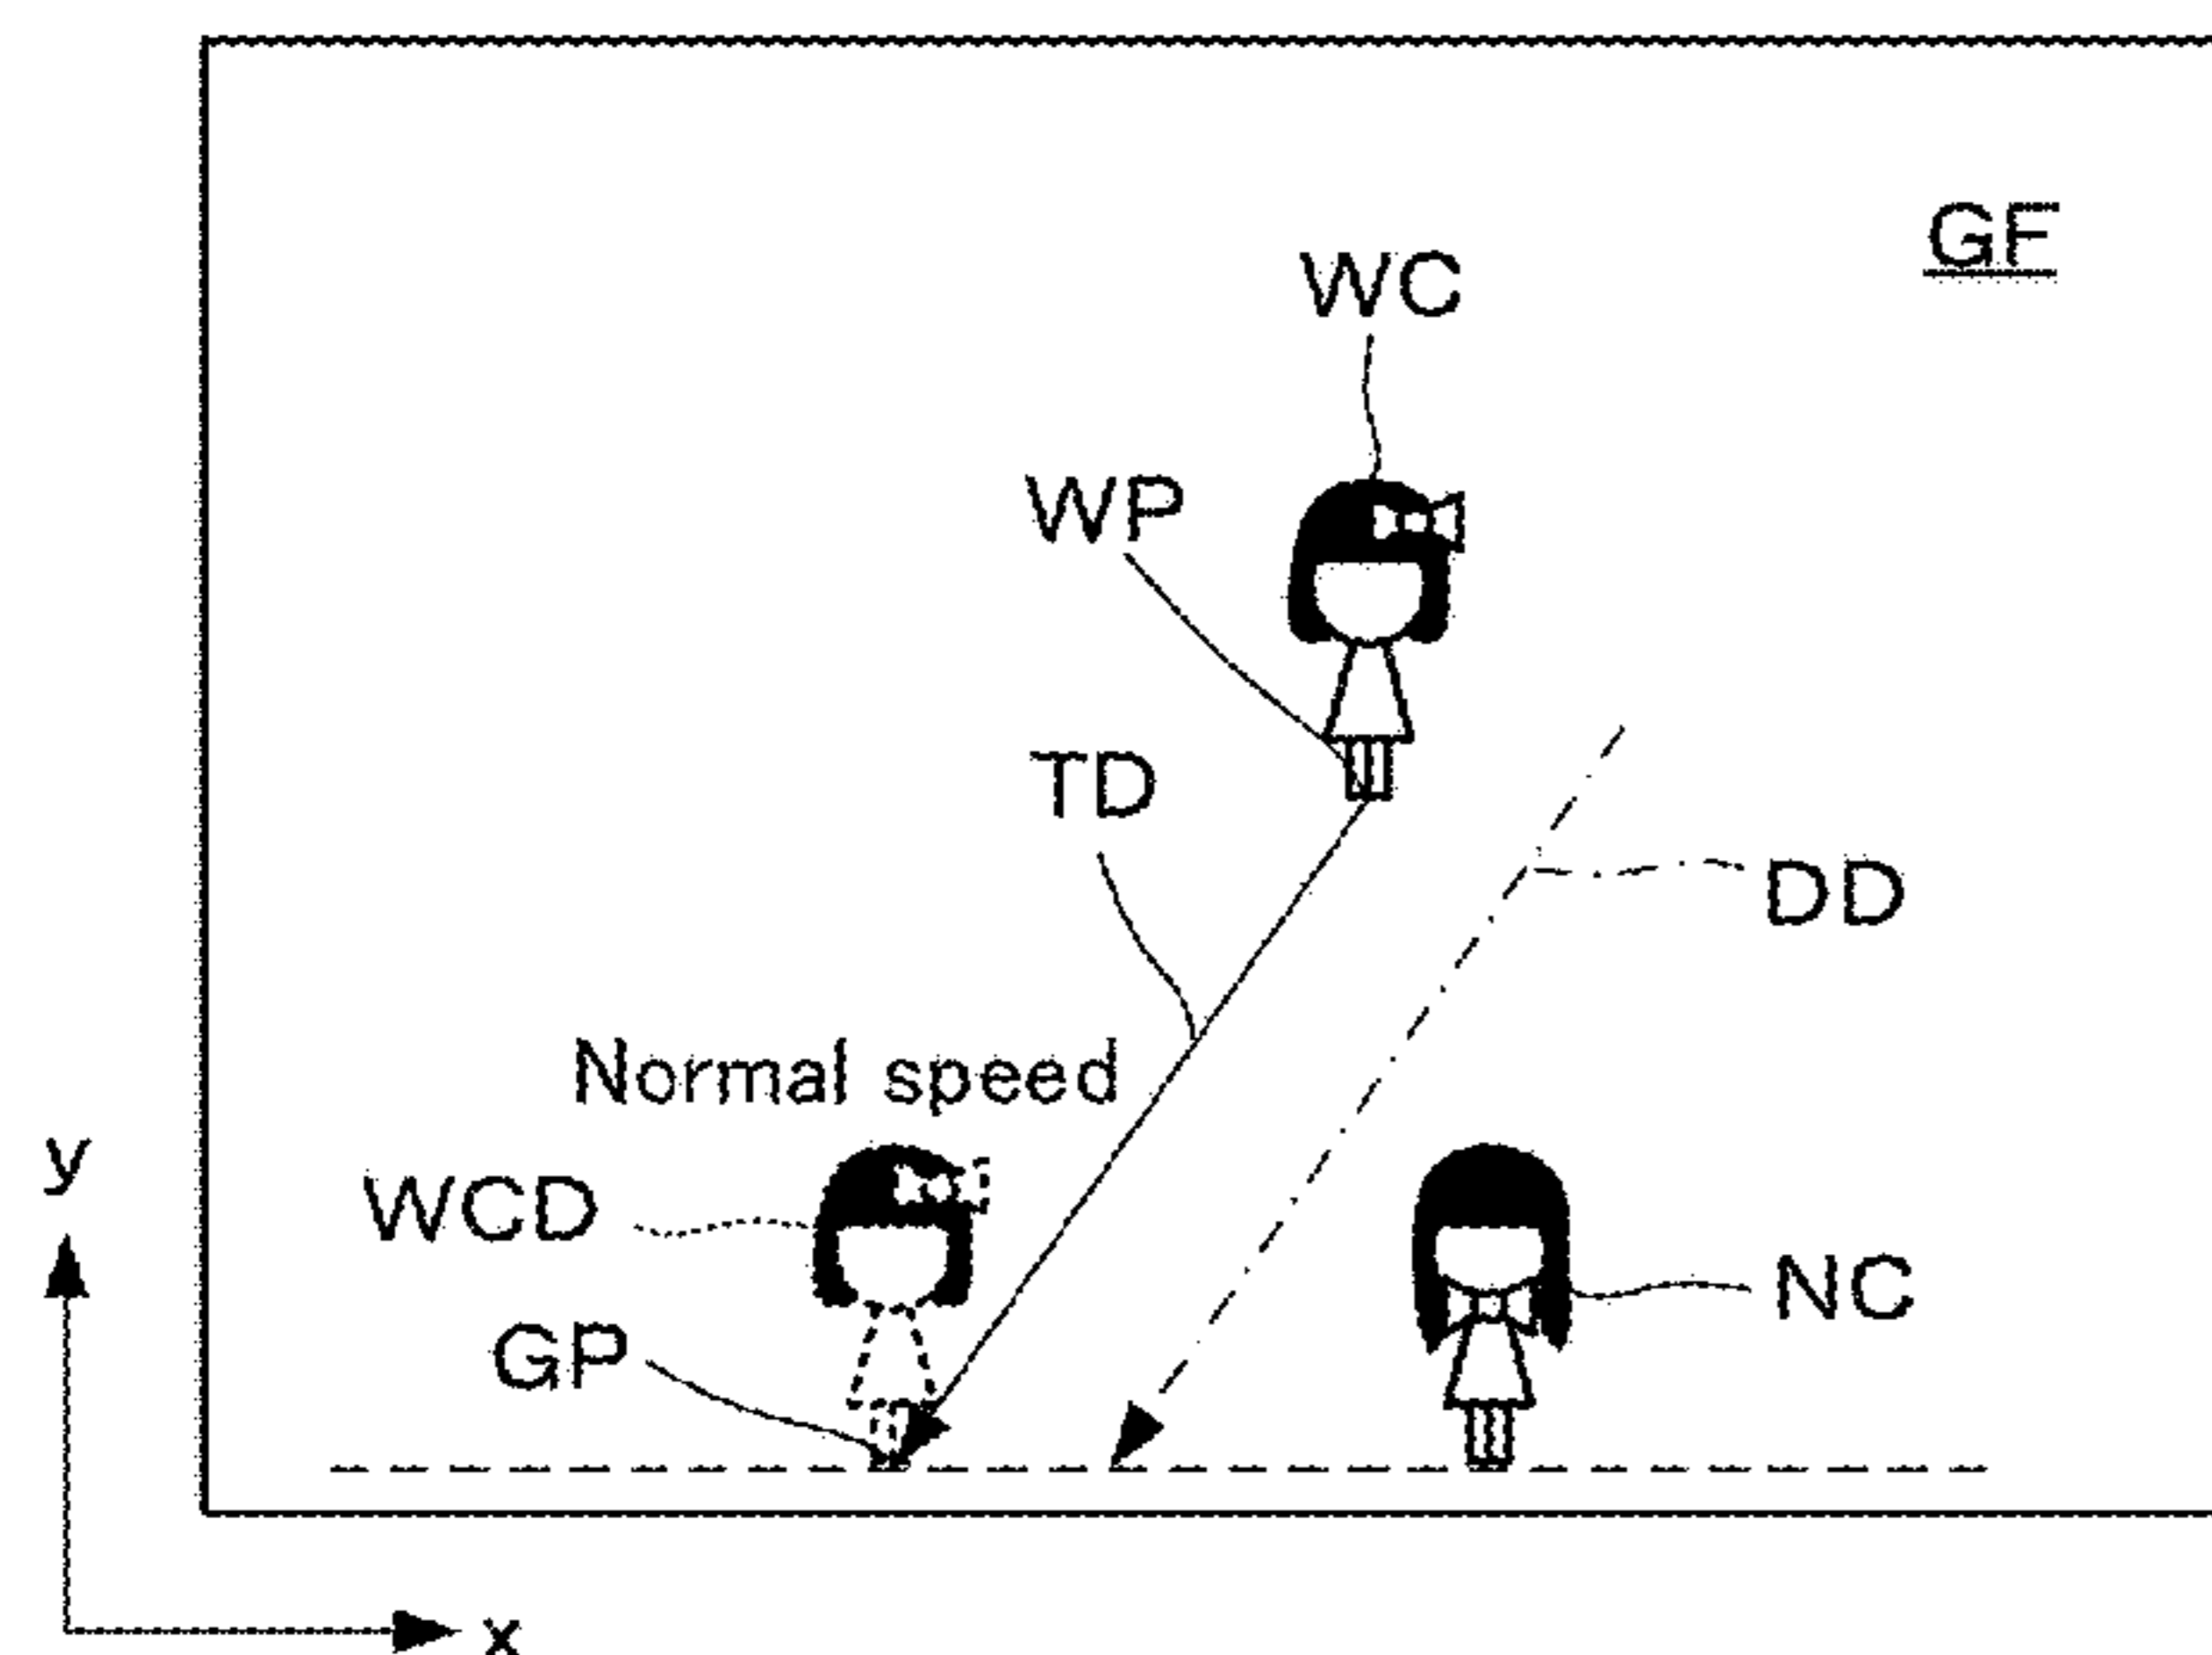 GF
WC
WP
TD
DD
Normal speed
y
WCD
NC
GP
x